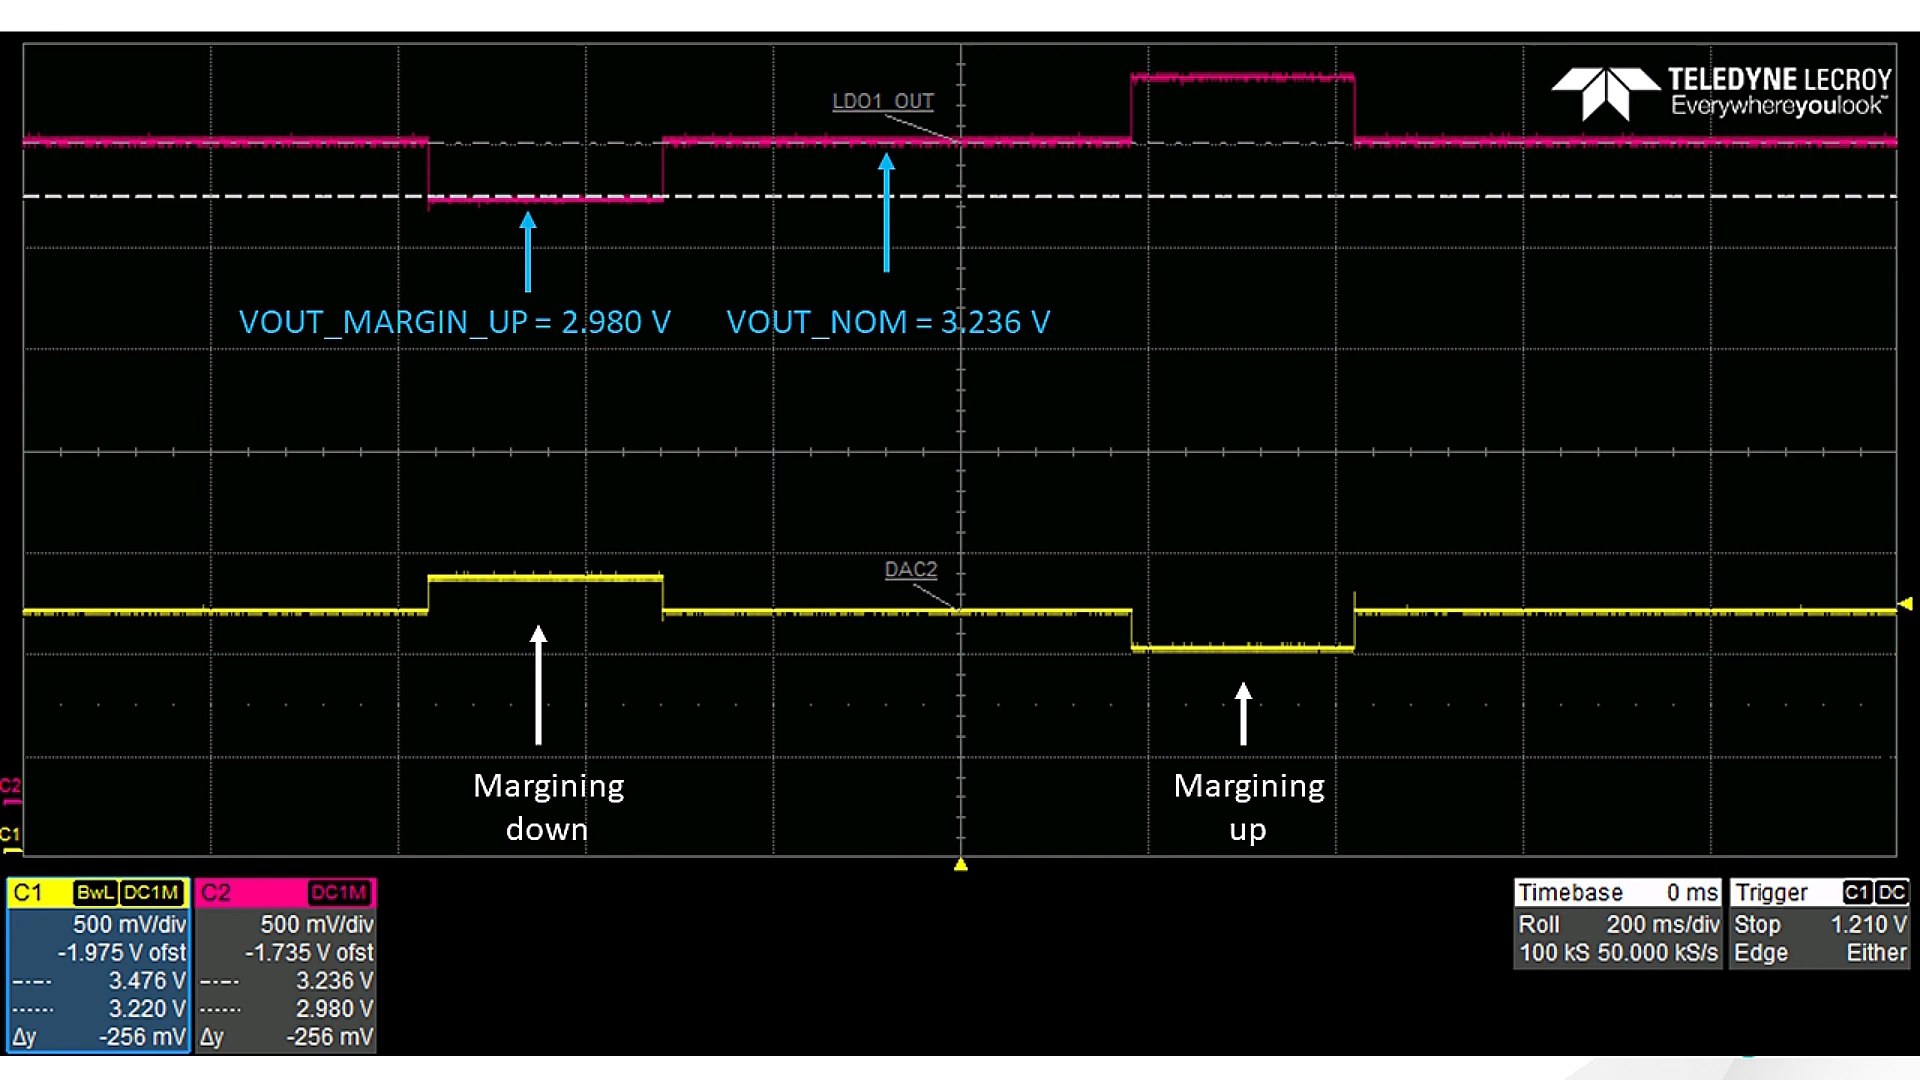 TELEDYNE LECROY
Everywhereyoulook™
LDO1_OUT
VOUT_MARGIN_UP = 2.980 V
VOUT_NOM = 3.236 V
DAC2
Margining
down
Margining
up
C2
C1
C1 BwL DC1M
500 mV/div
-1.975 V ofst
3.476 V
3.220 V
Δy -256 mV
C2 DC1M
500 mV/div
-1.735 V ofst
3.236 V
2.980 V
Δy -256 mV
Timebase 0 ms
Roll 200 ms/div
100 kS 50.000 kS/s
Trigger C1 DC
Stop 1.210 V
Edge Either